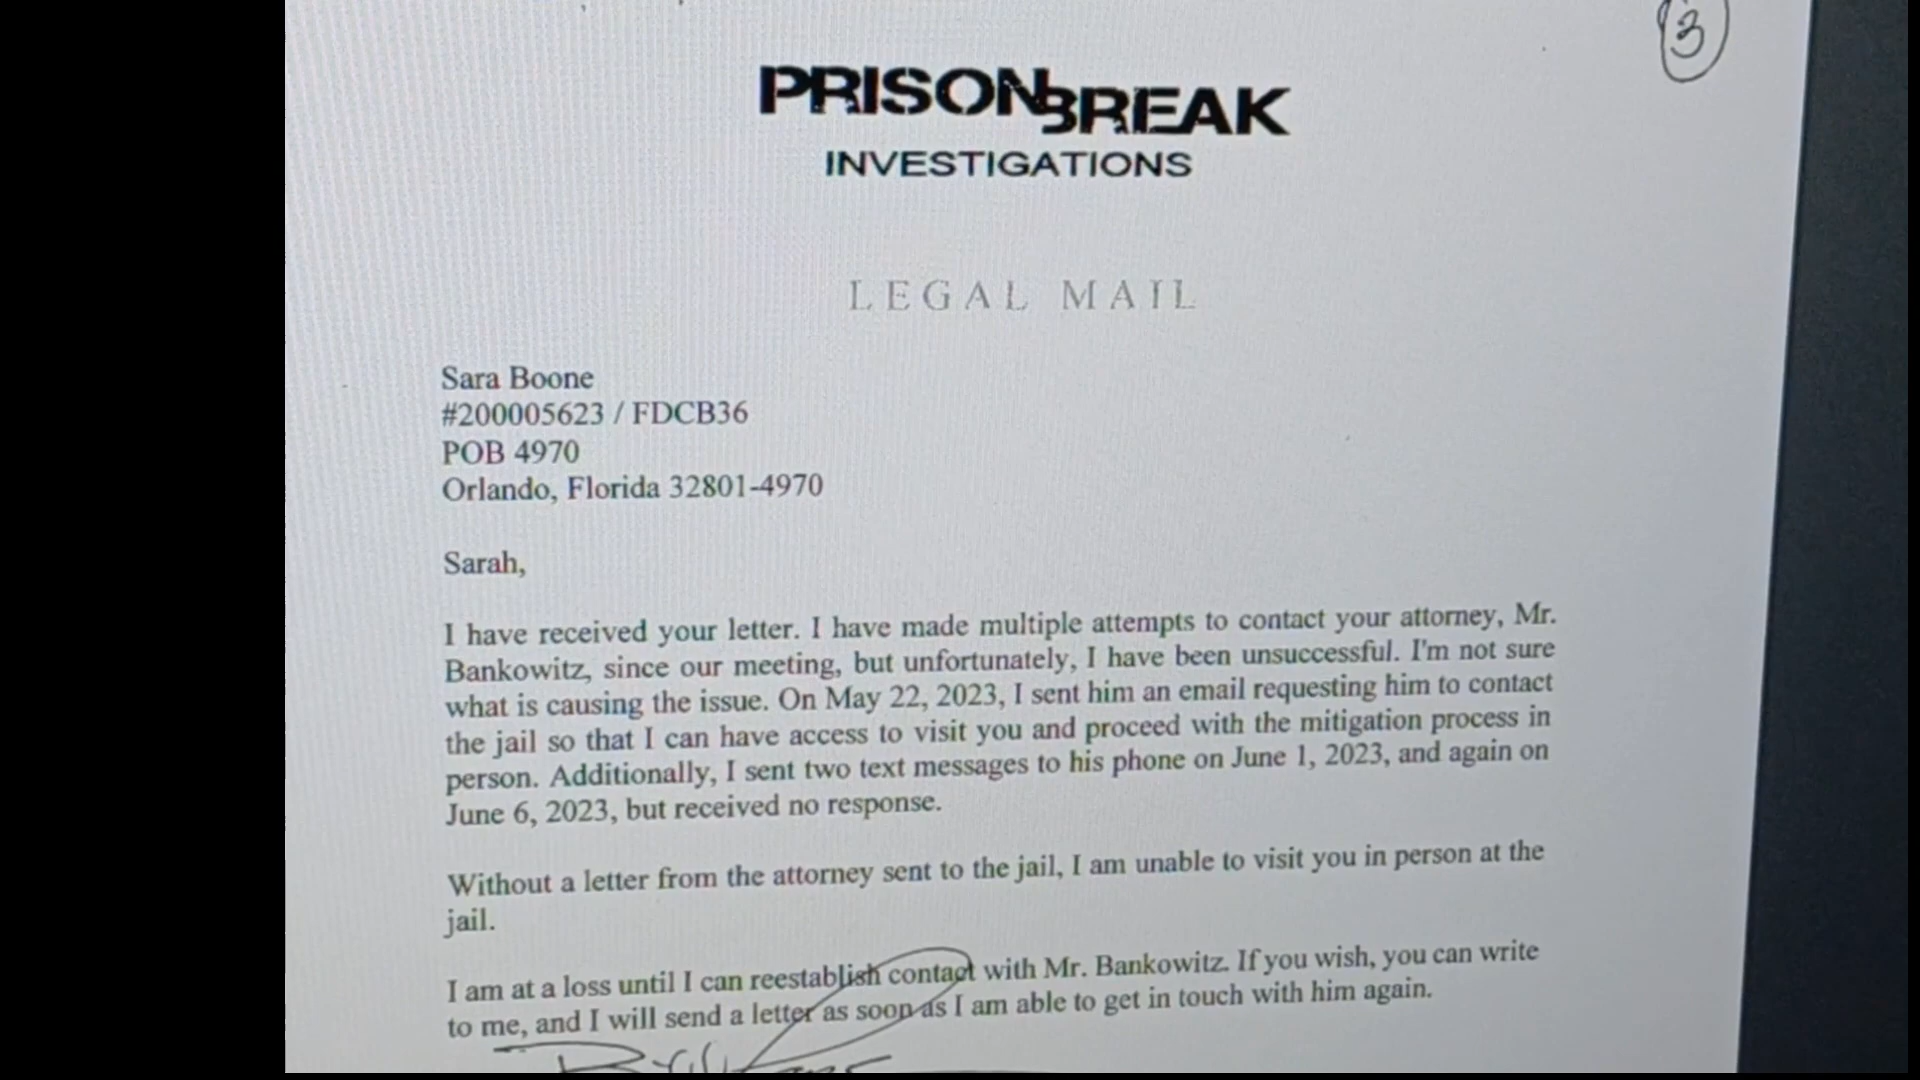 3
PRISONBREAK
INVESTIGATIONS
LEGAL MAIL
Sara Boone
#200005623 / FDCB36
POB 4970
Orlando, Florida 32801-4970
Sarah,
I have received your letter. I have made multiple attempts to contact your attorney, Mr.
Bankowitz, since our meeting, but unfortunately, I have been unsuccessful. I'm not sure
what is causing the issue. On May 22, 2023, I sent him an email requesting him to contact
the jail so that I can have access to visit you and proceed with the mitigation process in
person. Additionally, I sent two text messages to his phone on June 1, 2023, and again on
June 6, 2023, but received no response.
Without a letter from the attorney sent to the jail, I am unable to visit you in person at the
jail.
I am at a loss until I can reestablish contact with Mr. Bankowitz. If you wish, you can write
to me, and I will send a letter as soon as I am able to get in touch with him again.